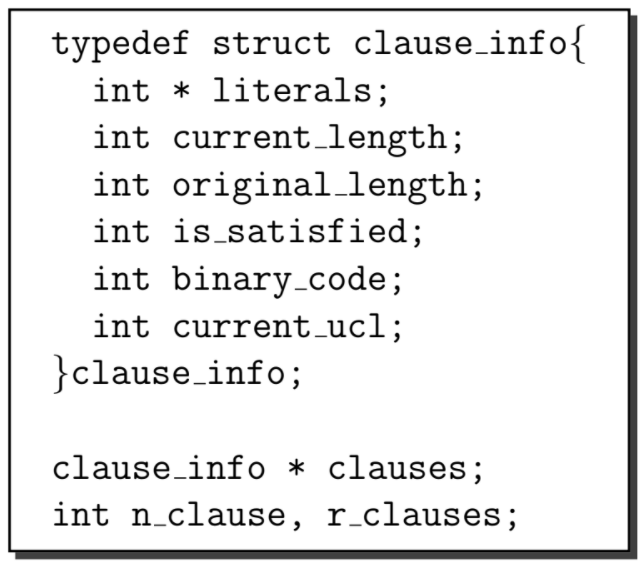 typedef struct clause_info{
int * literals;
int current_length;
int original_length;
int is_satisfied;
int binary_code;
int current_ucl;
}clause_info;
clause_info * clauses;
int n_clause, r_clauses;